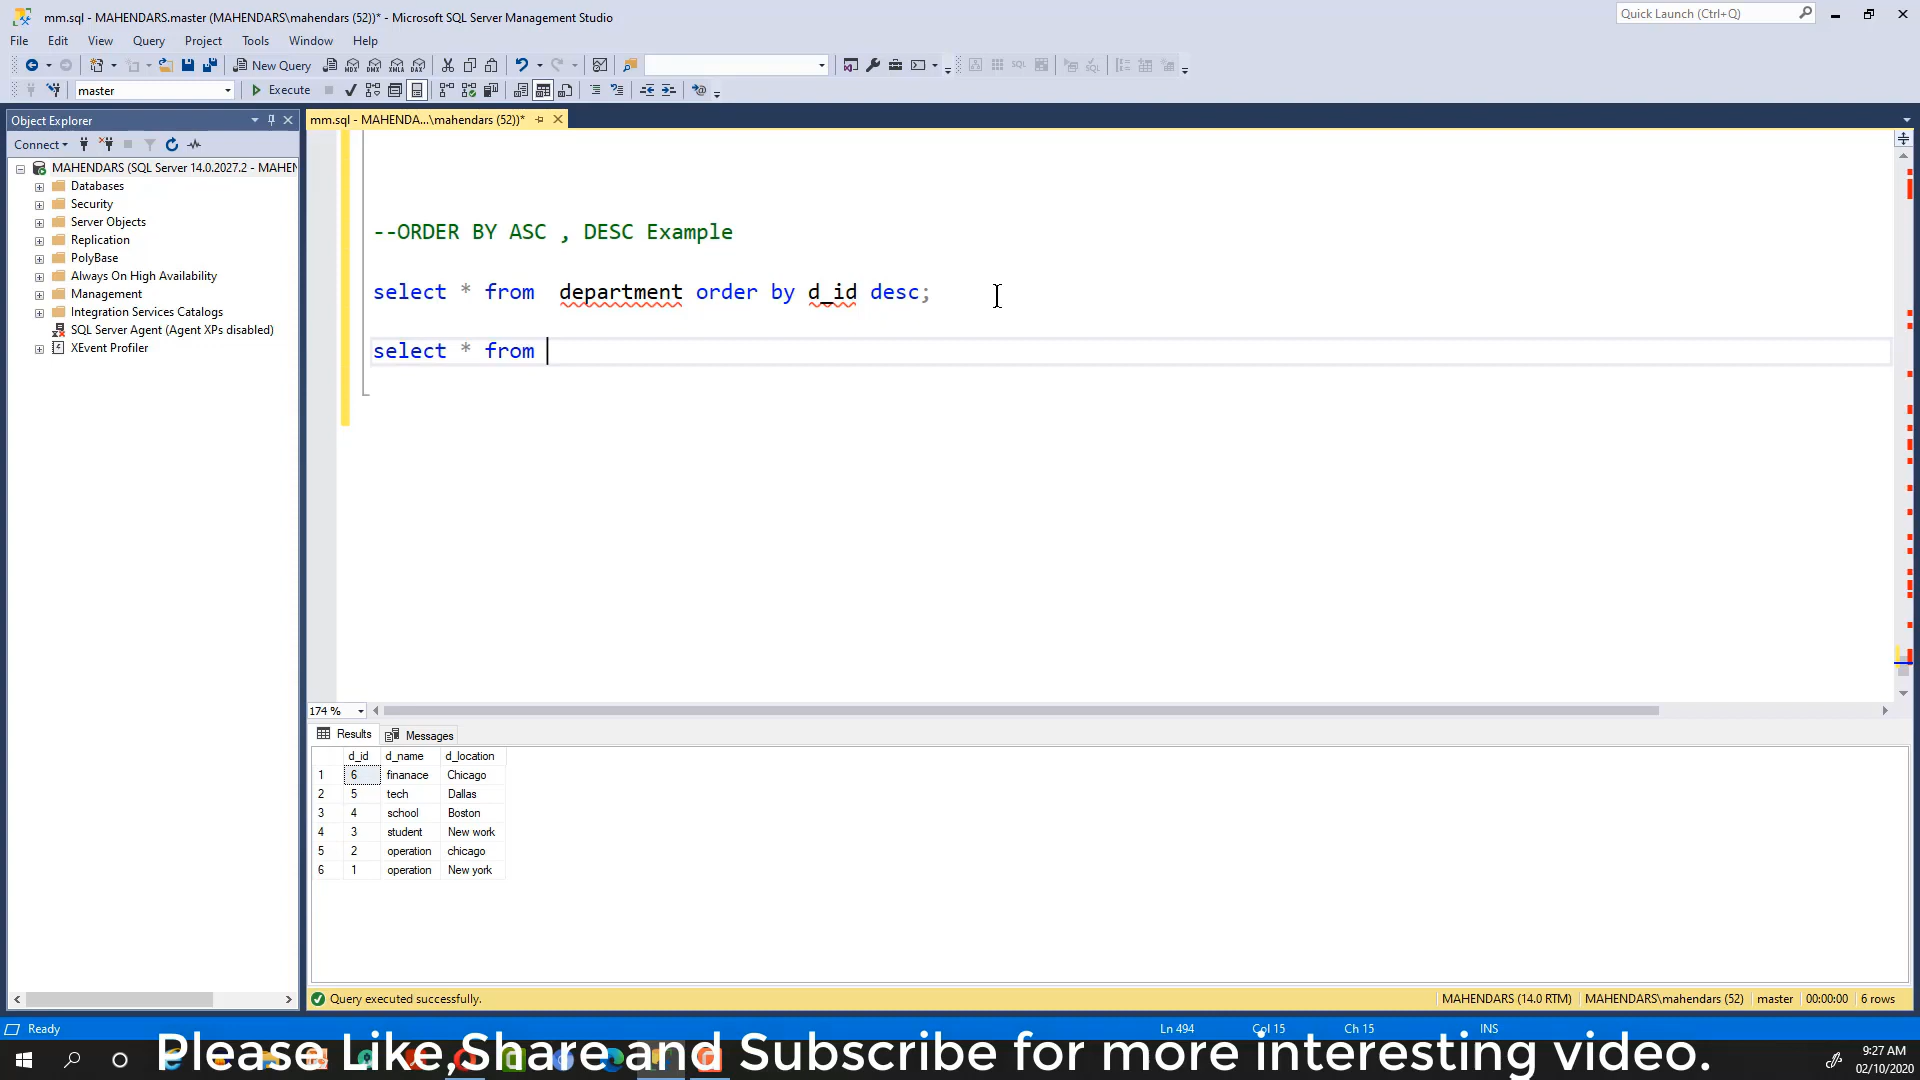 mm.sql - MAHENDARS.master (MAHENDARS\mahendars (52))* - Microsoft SQL Server Management Studio
Quick Launch (Ctrl+Q)
File Edit View Query Project Tools Window Help
New Query
MDX DMX XMLA DAX
master Execute
Object Explorer
mm.sql - MAHENDA...\mahendars (52))*
Connect
MAHENDARS (SQL Server 14.0.2027.2 - MAHEN
Databases
Security
Server Objects
Replication
PolyBase
Always On High Availability
Management
Integration Services Catalogs
SQL Server Agent (Agent XPs disabled)
XEvent Profiler
--ORDER BY ASC , DESC Example
select * from  department order by d_id desc;
select * from
174 %
Results Messages
d_id d_name d_location
1 6 finanace Chicago
2 5 tech Dallas
3 4 school Boston
4 3 student New work
5 2 operation chicago
6 1 operation New york
Query executed successfully.
MAHENDARS (14.0 RTM) MAHENDARS\mahendars (52) master 00:00:00 6 rows
Ready
Ln 494 Col 15 Ch 15 INS
Please Like,Share and Subscribe for more interesting video.
9:27 AM
02/10/2020